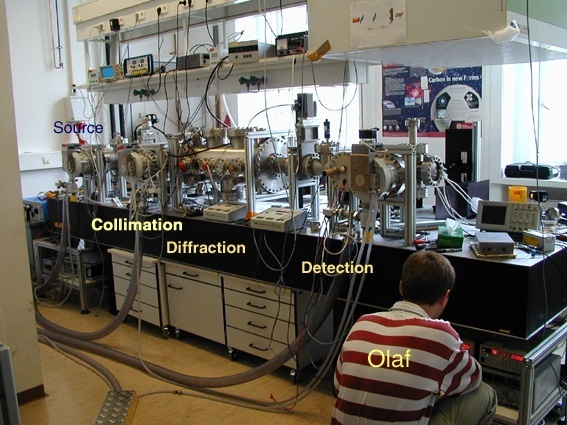 Carbon in new Forms
Source
Collimation
Diffraction
Detection
Olaf